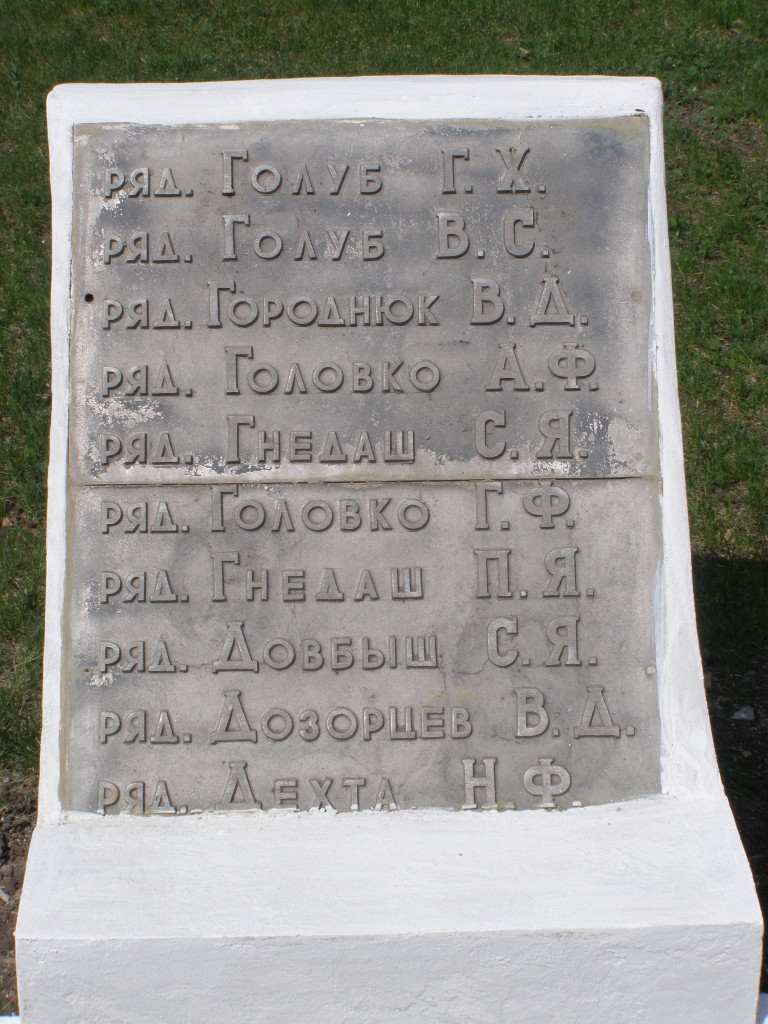 ряд. Голуб Г.Х.
ряд. Голуб В.С.
ряд. Городнюк В.Д.
ряд. Головко А.Ф.
ряд. Гнедаш С.Я.
ряд. Головко Г.Ф.
ряд. Гнедаш П.Я.
ряд. Довбыш С.Я.
ряд. Дозорцев В.Д.
ряд. Дехта Н.Ф.